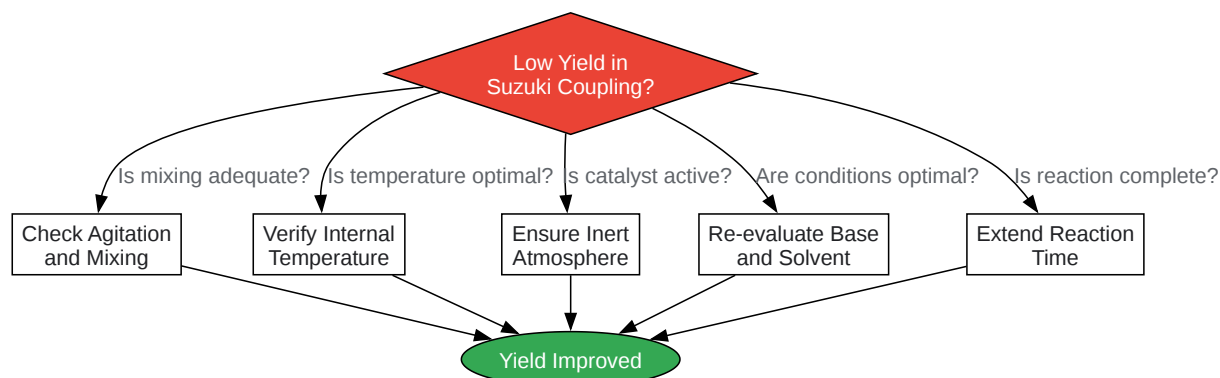 Low Yield in
Suzuki Coupling?
Is mixing adequate?
Is temperature optimal?
Is catalyst active?
Are conditions optimal?
Is reaction complete?
Check Agitation
and Mixing
Verify Internal
Temperature
Ensure Inert
Atmosphere
Re-evaluate Base
and Solvent
Extend Reaction
Time
Yield Improved